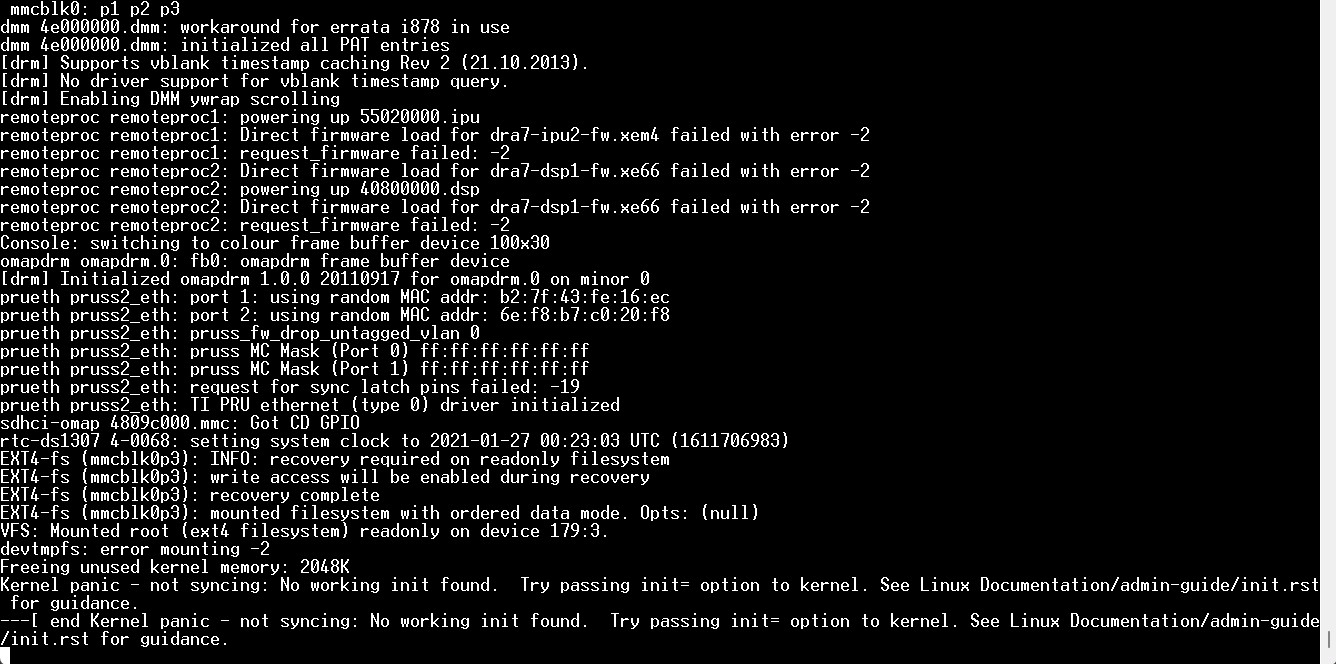 mmcblk0: p1 p2 p3
dmm 4e000000.dmm: workaround for errata i878 in use
dmm 4e000000.dmm: initialized all PAT entries
[drm] Supports vblank timestamp caching Rev 2 (21.10.2013).
[drm] No driver support for vblank timestamp query.
[drm] Enabling DMM ywrap scrolling
remoteproc remoteproc1: powering up 55020000.ipu
remoteproc remoteproc1: Direct firmware load for dra7-ipu2-fw.xem4 failed with error -2
remoteproc remoteproc1: request_firmware failed: -2
remoteproc remoteproc2: Direct firmware load for dra7-dsp1-fw.xe66 failed with error -2
remoteproc remoteproc2: powering up 40800000.dsp
remoteproc remoteproc2: Direct firmware load for dra7-dsp1-fw.xe66 failed with error -2
remoteproc remoteproc2: request_firmware failed: -2
Console: switching to colour frame buffer device 100x30
omapdrm omapdrm.0: fb0: omapdrm frame buffer device
[drm] Initialized omapdrm 1.0.0 20110917 for omapdrm.0 on minor 0
prueth pruss2_eth: port 1: using random MAC addr: b2:7f:43:fe:16:ec
prueth pruss2_eth: port 2: using random MAC addr: 6e:f8:b7:c0:20:f8
prueth pruss2_eth: pruss_fw_drop_untagged_vlan 0
prueth pruss2_eth: pruss MC Mask (Port 0) ff:ff:ff:ff:ff:ff
prueth pruss2_eth: pruss MC Mask (Port 1) ff:ff:ff:ff:ff:ff
prueth pruss2_eth: request for sync latch pins failed: -19
prueth pruss2_eth: TI PRU ethernet (type 0) driver initialized
sdhci-omap 4809c000.mmc: Got CD GPIO
rtc-ds1307 4-0068: setting system clock to 2021-01-27 00:23:03 UTC (1611706983)
EXT4-fs (mmcblk0p3): INFO: recovery required on readonly filesystem
EXT4-fs (mmcblk0p3): write access will be enabled during recovery
EXT4-fs (mmcblk0p3): recovery complete
EXT4-fs (mmcblk0p3): mounted filesystem with ordered data mode. Opts: (null)
VFS: Mounted root (ext4 filesystem) readonly on device 179:3.
devtmpfs: error mounting -2
Freeing unused kernel memory: 2048K
Kernel panic - not syncing: No working init found.  Try passing init= option to kernel. See Linux Documentation/admin-guide/init.rst
 for guidance.
---[ end Kernel panic - not syncing: No working init found.  Try passing init= option to kernel. See Linux Documentation/admin-guide
/init.rst for guidance.